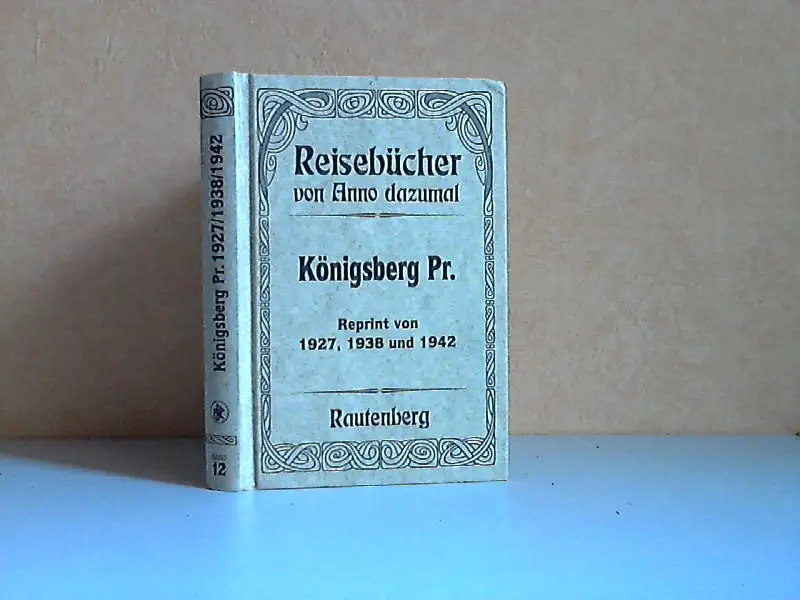 Reisebücher
von Anno dazumal
Königsberg Pr.
Reprint von
1927, 1938 und 1942
Rautenberg
Königsberg Pr. 1927/1938/1942
BAND
12